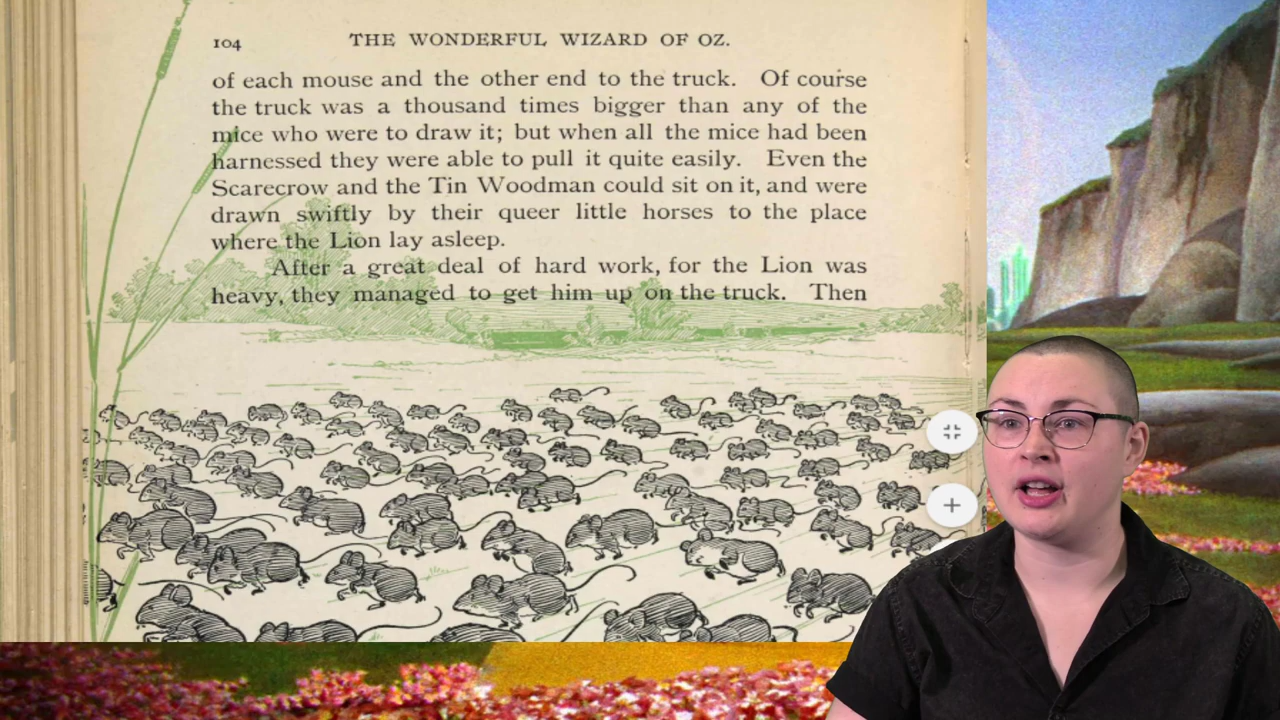 104 THE WONDERFUL WIZARD OF OZ.
of each mouse and the other end to the truck. Of course
the truck was a thousand times bigger than any of the
mice who were to draw it; but when all the mice had been
harnessed they were able to pull it quite easily. Even the
Scarecrow and the Tin Woodman could sit on it, and were
drawn swiftly by their queer little horses to the place
where the Lion lay asleep.
After a great deal of hard work, for the Lion was
heavy, they managed to get him up on the truck. Then